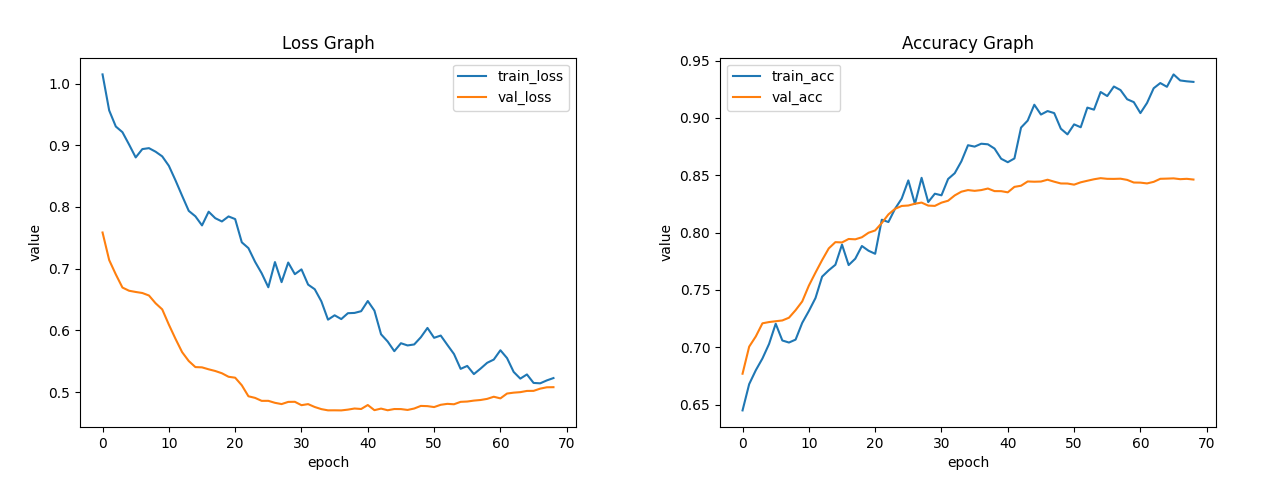 Loss Graph
train_loss
val_loss
value
1.0
0.9
0.8
0.7
0.6
0.5
0 10 20 30 40 50 60 70
epoch
Accuracy Graph
train_acc
val_acc
value
0.95
0.90
0.85
0.80
0.75
0.70
0.65
0 10 20 30 40 50 60 70
epoch